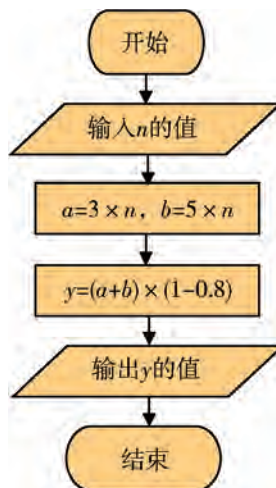 开始
输入n的值
a=3×n，b=5×n
y=(a+b)×(1-0.8)
输出y的值
结束